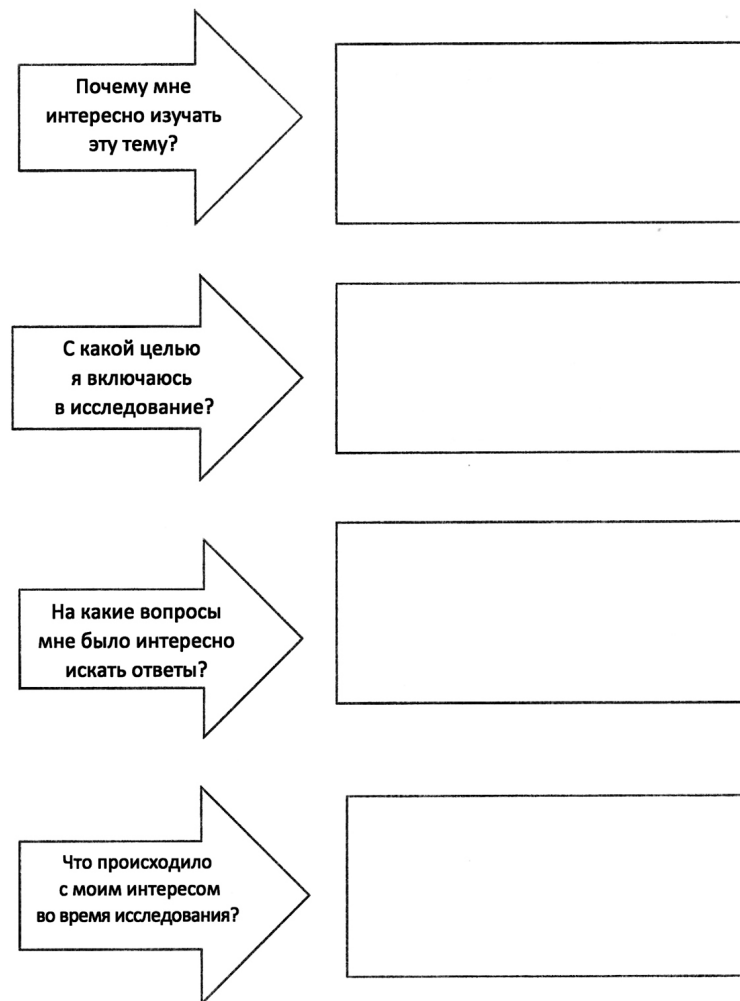 Почему мне
интересно изучать
эту тему?
С какой целью
я включаюсь
в исследование?
На какие вопросы
мне было интересно
искать ответы?
Что происходило
с моим интересом
во время исследования?